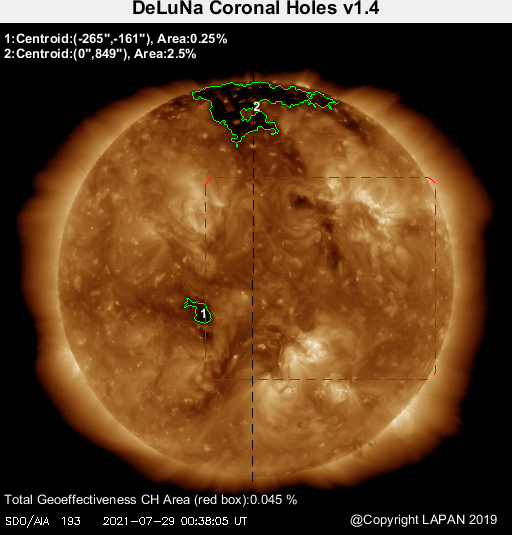 DeLuNa Coronal Holes v1.4
1:Centroid:(-265",-161"), Area:0.25%
2:Centroid:(0",849"), Area:2.5%
2
1
Total Geoeffectiveness CH Area (red box):0.045 %
SDO/AIA 193 2021-07-29 00:38:05 UT
@Copyright LAPAN 2019